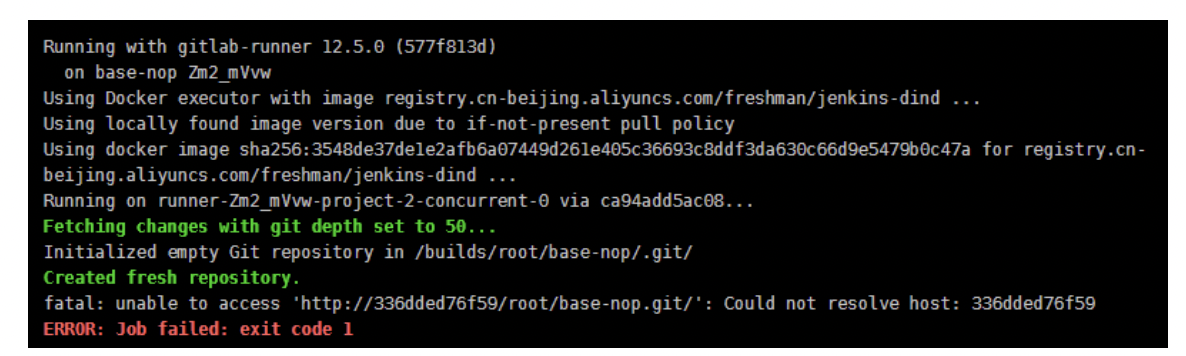 Running with gitlab-runner 12.5.0 (577f813d)
on base-nop Zm2_mVvw
Using Docker executor with image registry.cn-beijing.aliyuncs.com/freshman/jenkins-dind ...
Using locally found image version due to if-not-present pull policy
Using docker image sha256:3548de37de1e2afb6a07449d261e405c36693c8ddf3da630c66d9e5479b0c47a for registry.cn-
beijing.aliyuncs.com/freshman/jenkins-dind ...
Running on runner-Zm2_mVvw-project-2-concurrent-0 via ca94add5ac08...
Fetching changes with git depth set to 50...
Initialized empty Git repository in /builds/root/base-nop/.git/
Created fresh repository.
fatal: unable to access 'http://336dded76f59/root/base-nop.git/': Could not resolve host: 336dded76f59
ERROR: Job failed: exit code 1